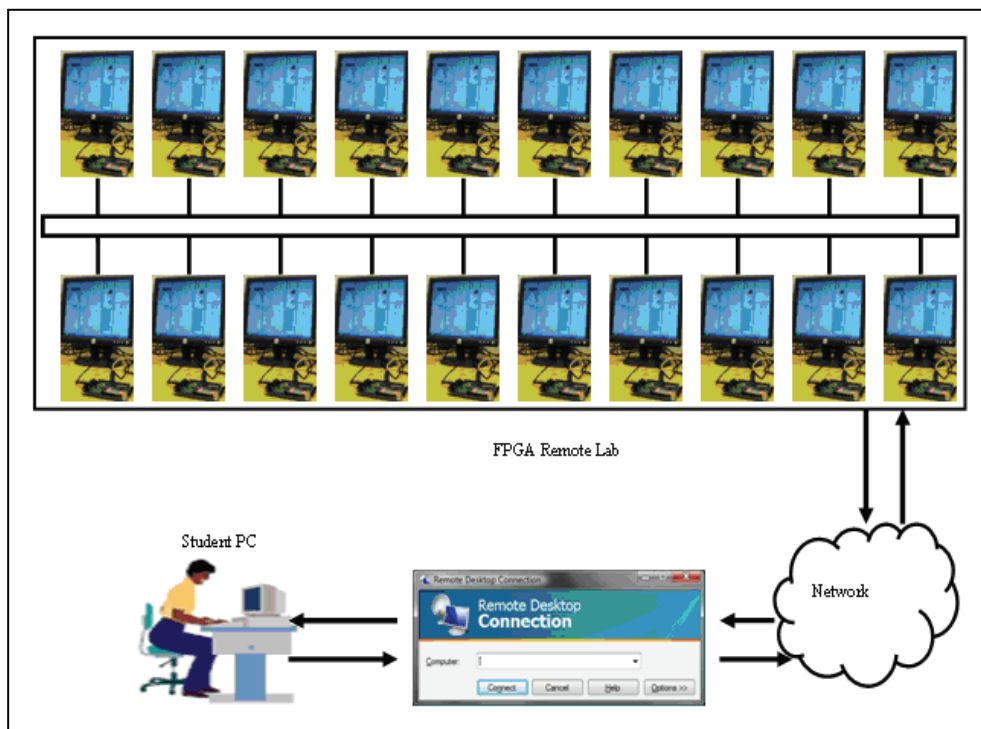 FPGA Remote Lab
Student PC
Network
Remote Desktop Connection
Remote Desktop
Connection
Computer:
Connect Cancel Help Options >>